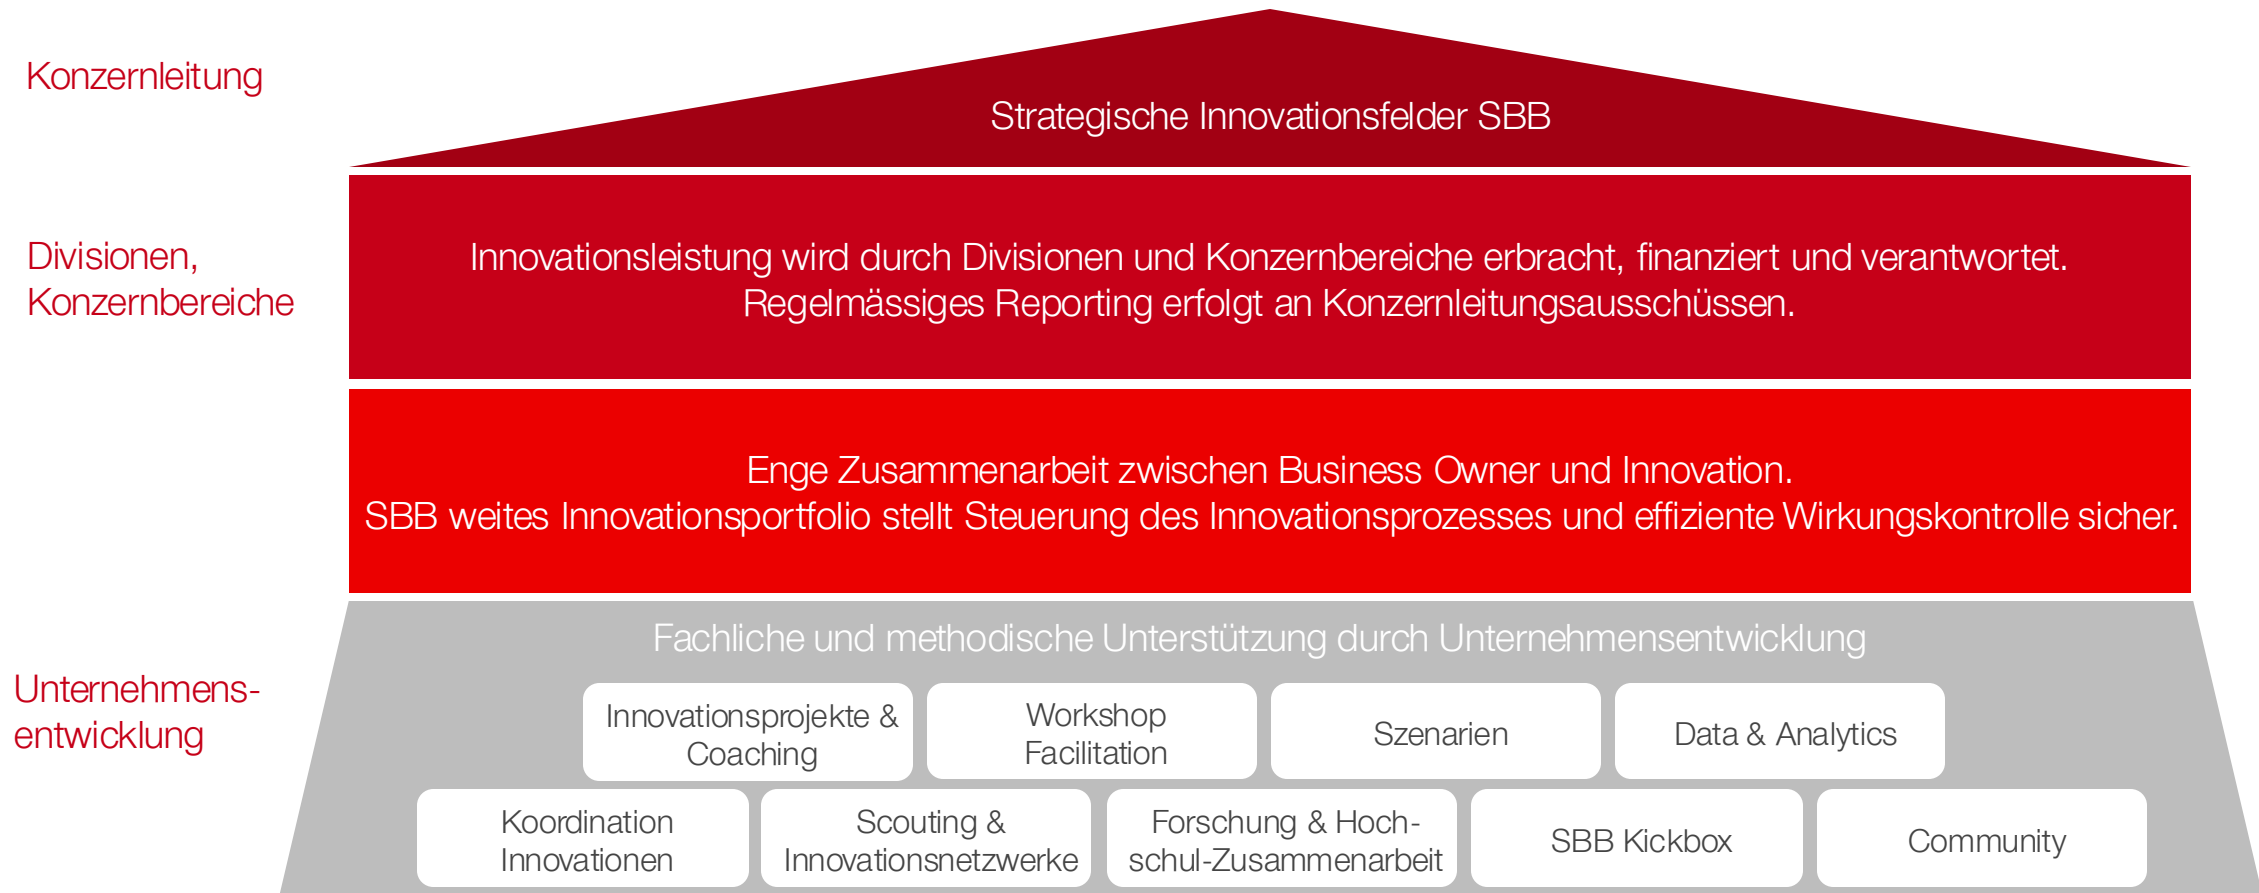 Konzernleitung
Strategische Innovationsfelder SBB
Divisionen,
Konzernbereiche
Innovationsleistung wird durch Divisionen und Konzernbereiche erbracht, finanziert und verantwortet.
Regelmässiges Reporting erfolgt an Konzernleitungsausschüssen.
Enge Zusammenarbeit zwischen Business Owner und Innovation.
SBB weites Innovationsportfolio stellt Steuerung des Innovationsprozesses und effiziente Wirkungskontrolle sicher.
Unternehmens-
entwicklung
Fachliche und methodische Unterstützung durch Unternehmensentwicklung
Innovationsprojekte &
Coaching
Workshop
Facilitation
Szenarien
Data & Analytics
Koordination
Innovationen
Scouting &
Innovationsnetzwerke
Forschung & Hoch-
schul-Zusammenarbeit
SBB Kickbox
Community